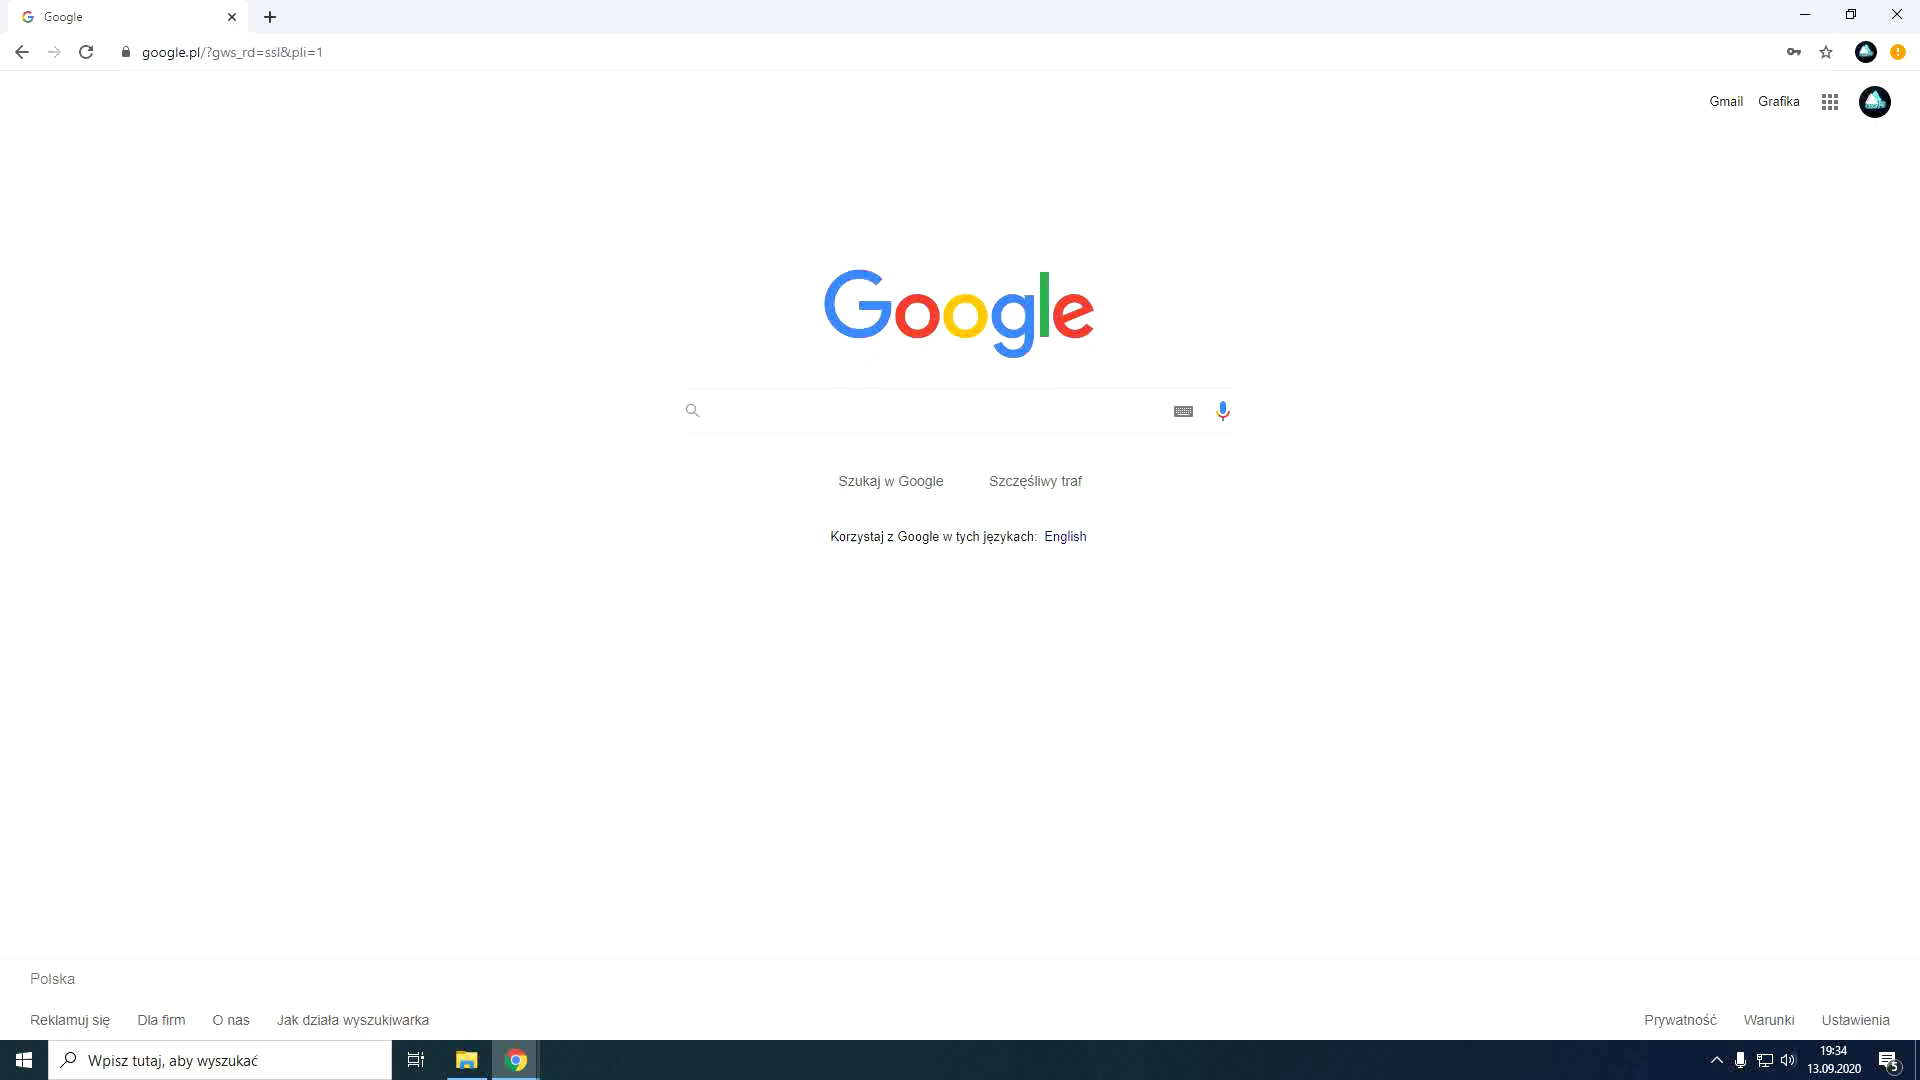 Google
google.pl/?gws_rd=ssl&pli=1
Gmail Grafika
Google
Szukaj w Google Szczęśliwy traf
Korzystaj z Google w tych językach: English
Polska
Reklamuj się Dla firm O nas Jak działa wyszukiwarka Prywatność Warunki Ustawienia
Wpisz tutaj, aby wyszukać
19:34
13.09.2020
5